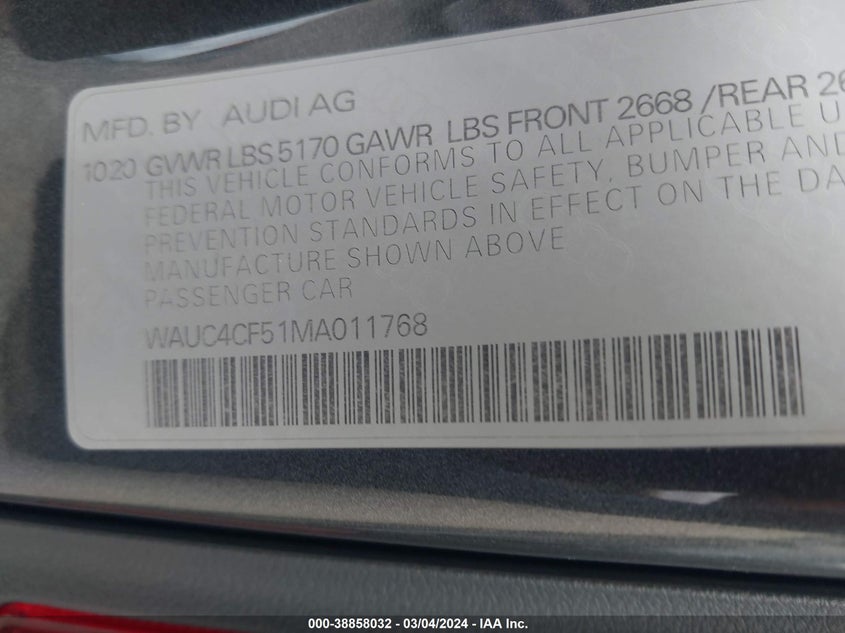 MFD. BY AUDI AG
1020 GVWR LBS 5170 GAWR LBS FRONT 2668 /REAR 26
THIS VEHICLE CONFORMS TO ALL APPLICABLE U
FEDERAL MOTOR VEHICLE SAFETY, BUMPER AND
PREVENTION STANDARDS IN EFFECT ON THE DA
MANUFACTURE SHOWN ABOVE
PASSENGER CAR
WAUC4CF51MA011768
000-38858032 - 03/04/2024 - IAA Inc.